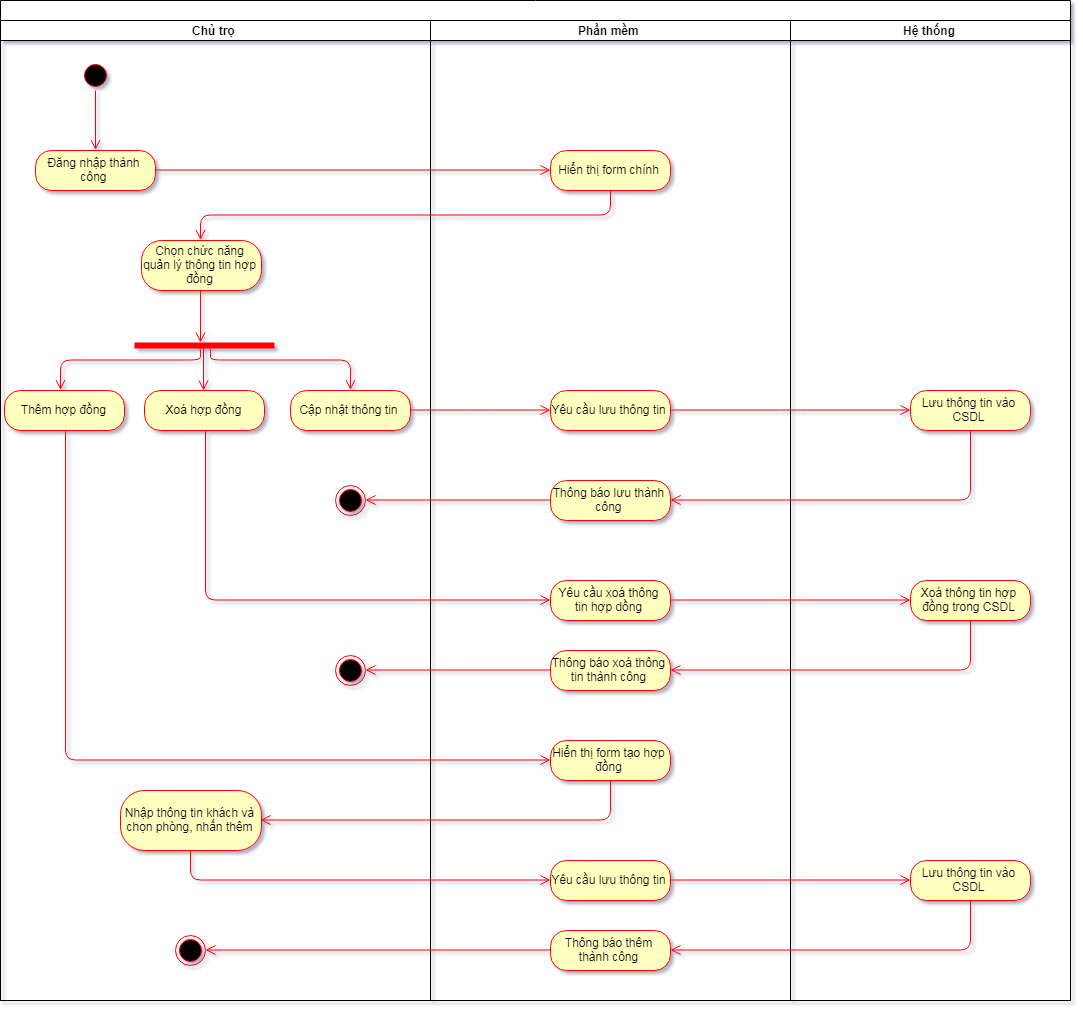 Chủ trọ
Phần mềm
Hệ thống
Đăng nhập thành
công
Hiển thị form chính
Chọn chức năng
quản lý thông tin hợp
đồng
Thêm hợp đồng
Xoá hợp đồng
Cập nhật thông tin
Yêu cầu lưu thông tin
Lưu thông tin vào
CSDL
Thông báo lưu thành
công
Yêu cầu xoá thông
tin hợp dồng
Xoá thông tin hợp
đồng trong CSDL
Thông báo xoá thông
tin thành công
Hiển thị form tạo hợp
đồng
Nhập thông tin khách và
chọn phòng, nhấn thêm
Yêu cầu lưu thông tin
Lưu thông tin vào
CSDL
Thông báo thêm
thành công